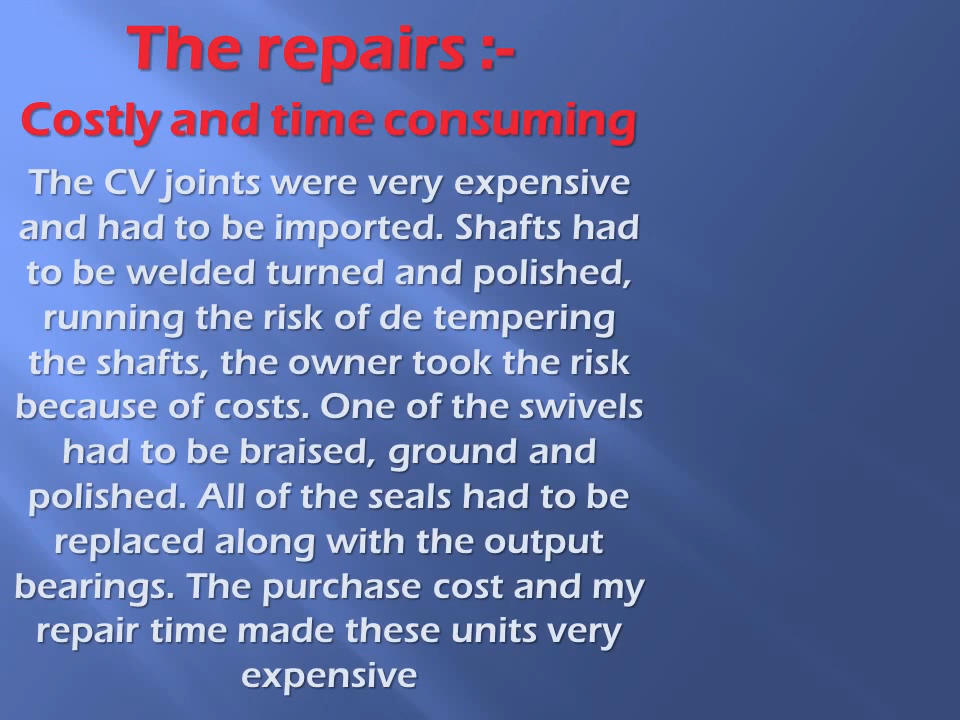 The repairs :-
Costly and time consuming
The CV joints were very expensive
and had to be imported. Shafts had
to be welded turned and polished,
running the risk of de tempering
the shafts, the owner took the risk
because of costs. One of the swivels
had to be braised, ground and
polished. All of the seals had to be
replaced along with the output
bearings. The purchase cost and my
repair time made these units very
expensive